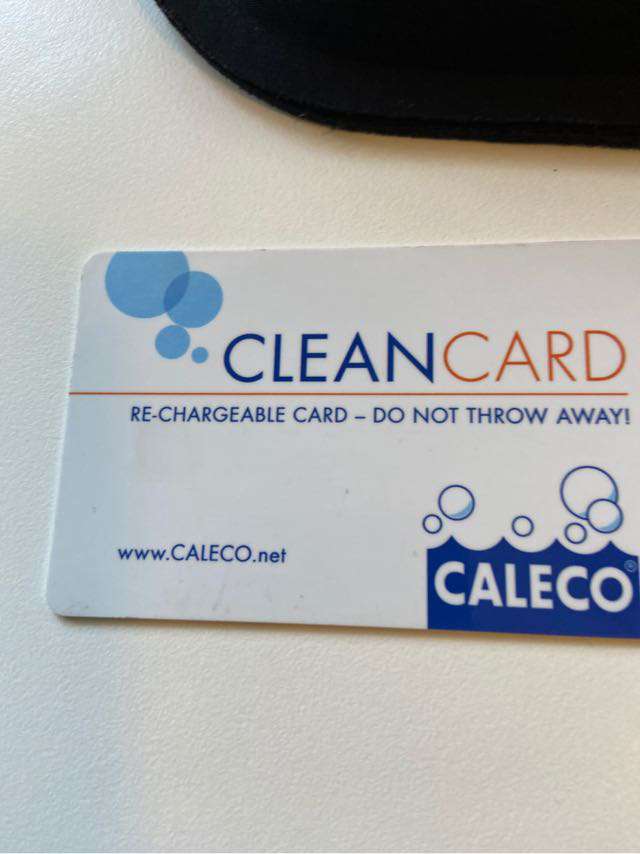 CLEANCARD
RE-CHARGEABLE CARD – DO NOT THROW AWAY!
www.CALECO.net
CALECO®